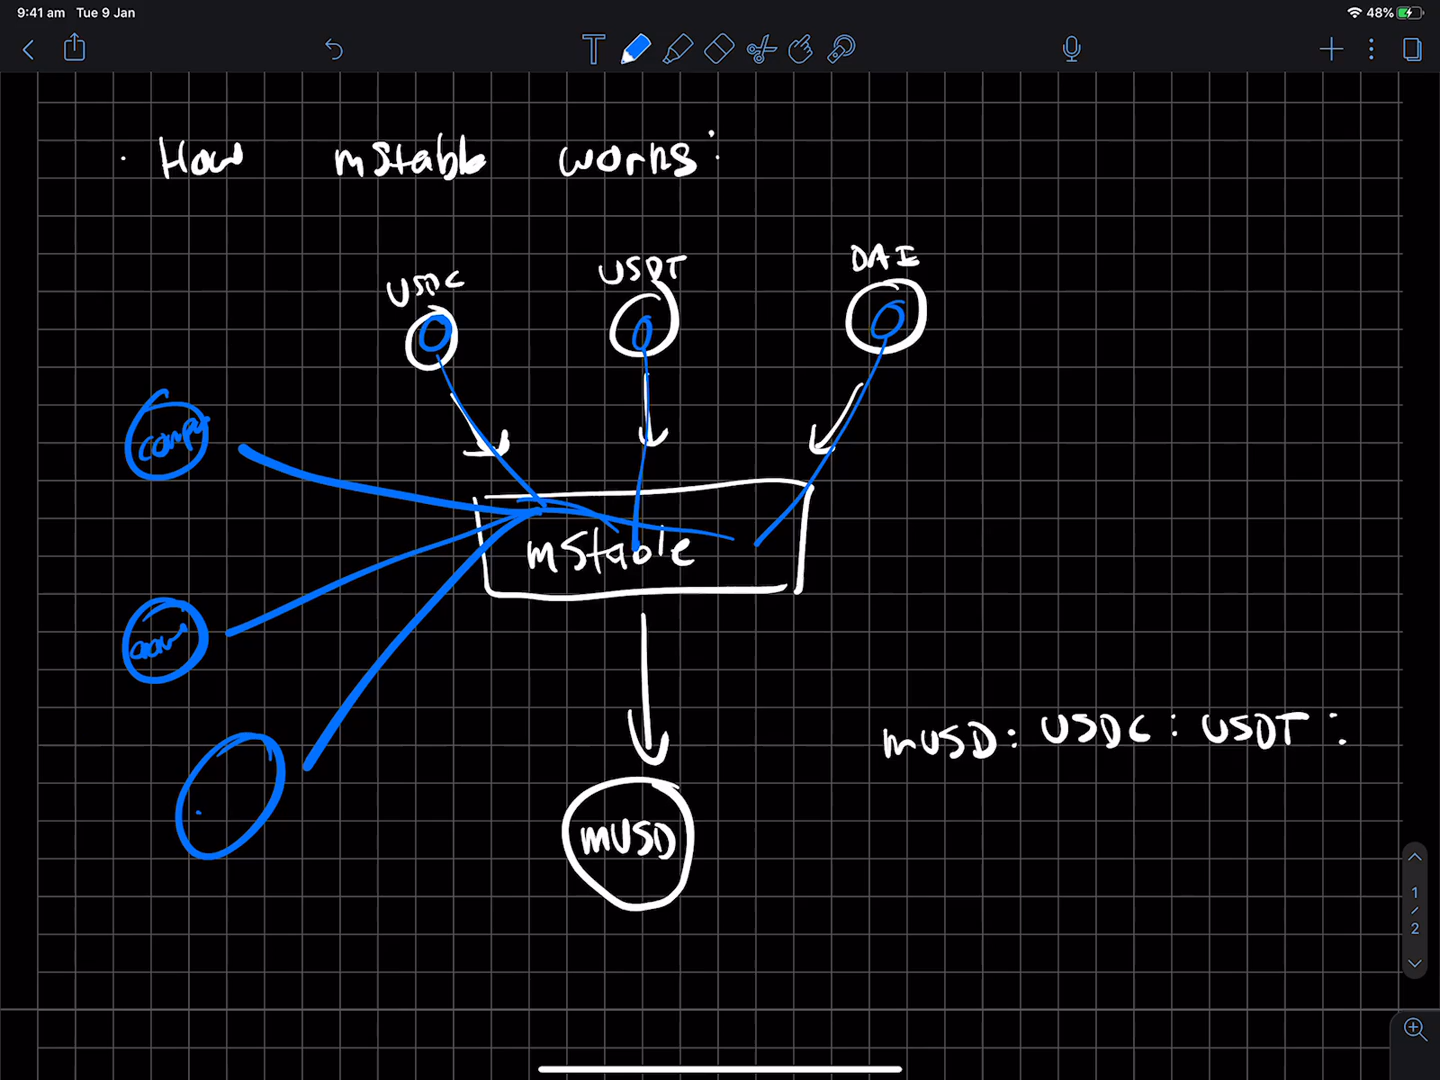 9:41 am Tue 9 Jan
48%
· How mStable works:
USDC
USDT
DAI
comp
mStable
mUSD: USDC : USDT :
mUSD
1
/
2